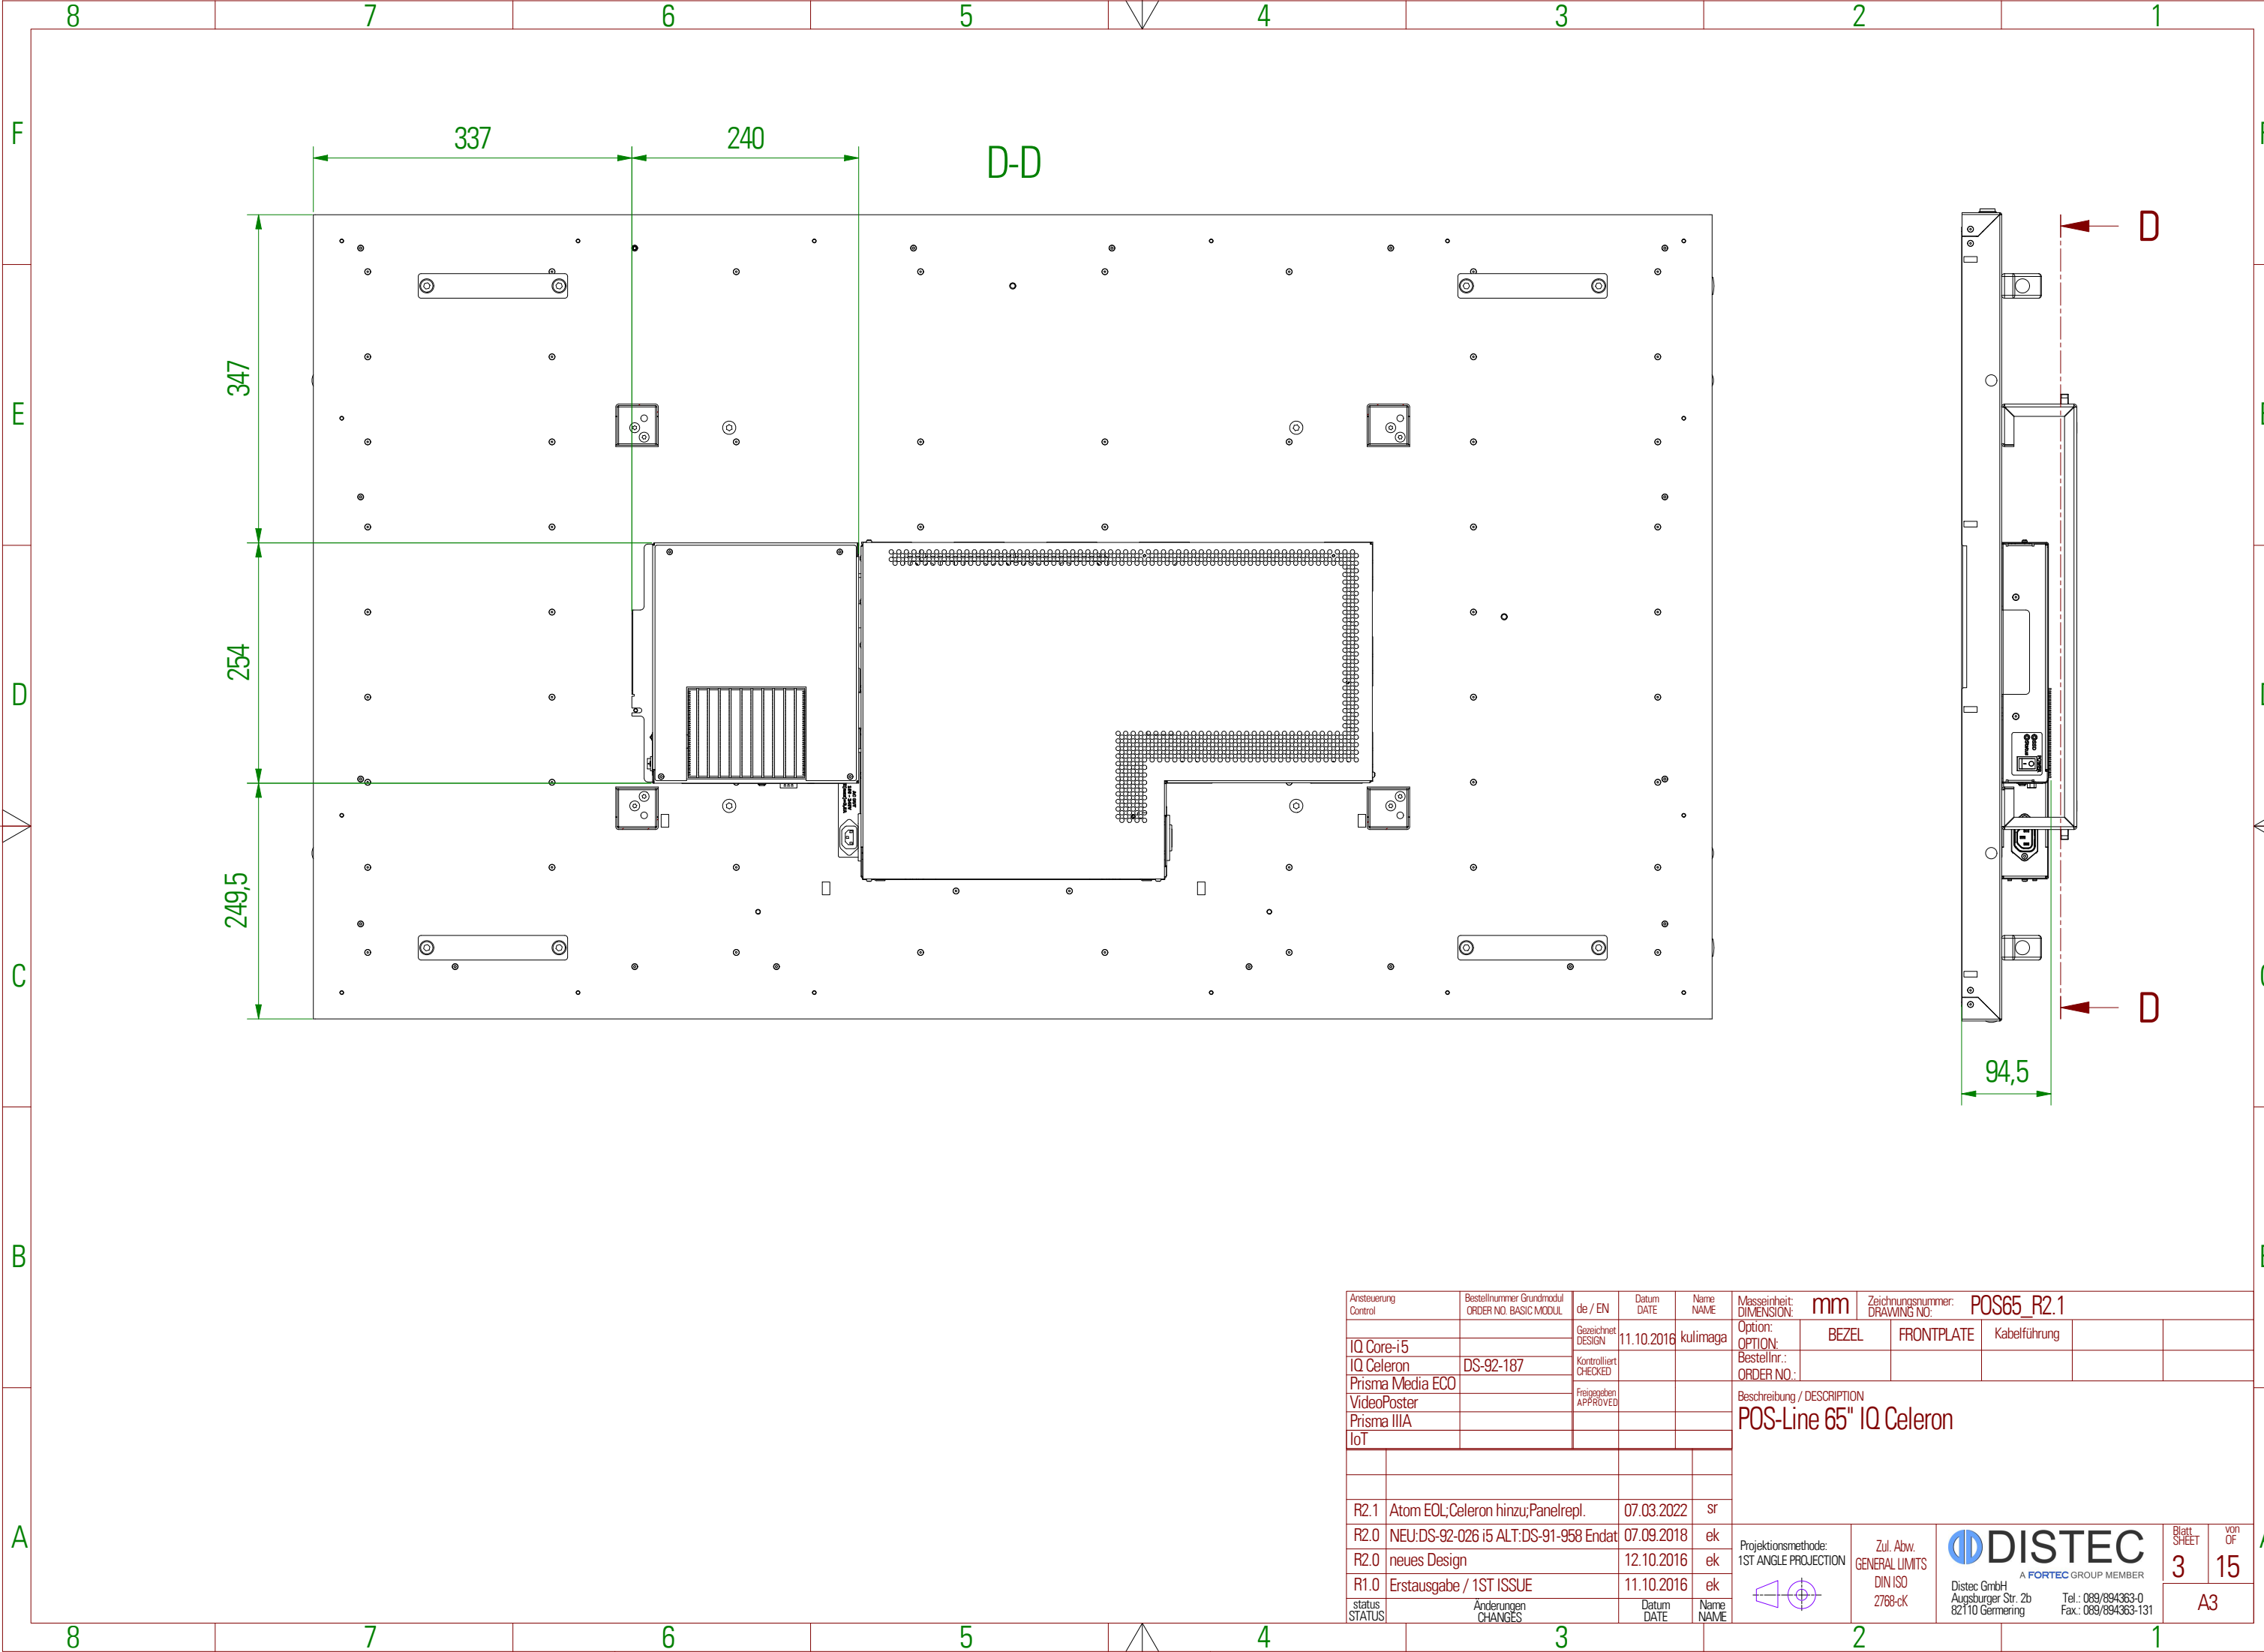 8 7 6 5 4 3 2 1
F
E
D
C
B
A
337
240
D-D
347
254
249,5
D
D
94,5
Ansteuerung
Control
Bestellnummer Grundmodul
ORDER NO. BASIC MODUL
de / EN
Datum
DATE
Name
NAME
Masseinheit:
DIMENSION:
mm
Zeichnungsnummer:
DRAWING NO:
POS65_R2.1
Gezeichnet
DESIGN
11.10.2016
kulimaga
Option:
OPTION:
BEZEL
FRONTPLATE
Kabelführung
IQ Core-i5
IQ Celeron
DS-92-187
Kontrolliert
CHECKED
Bestellnr.:
ORDER NO.:
Prisma Media ECO
VideoPoster
Freigegeben
APPROVED
Prisma IIIA
IoT
Beschreibung / DESCRIPTION
POS-Line 65" IQ Celeron
R2.1 Atom EOL;Celeron hinzu;Panelrepl. 07.03.2022 sr
R2.0 NEU:DS-92-026 i5 ALT:DS-91-958 Endat 07.09.2018 ek
R2.0 neues Design 12.10.2016 ek
R1.0 Erstausgabe / 1ST ISSUE 11.10.2016 ek
status
STATUS
Änderungen
CHANGES
Datum
DATE
Name
NAME
Projektionsmethode:
1ST ANGLE PROJECTION
Zul. Abw.
GENERAL LIMITS
DIN ISO
2768-cK
DISTEC
A FORTEC GROUP MEMBER
Distec GmbH
Augsburger Str. 2b
82110 Germering
Tel.: 089/894363-0
Fax.: 089/894363-131
Blatt
SHEET
3
von
OF
15
A3
8 7 6 5 4 3 2 1